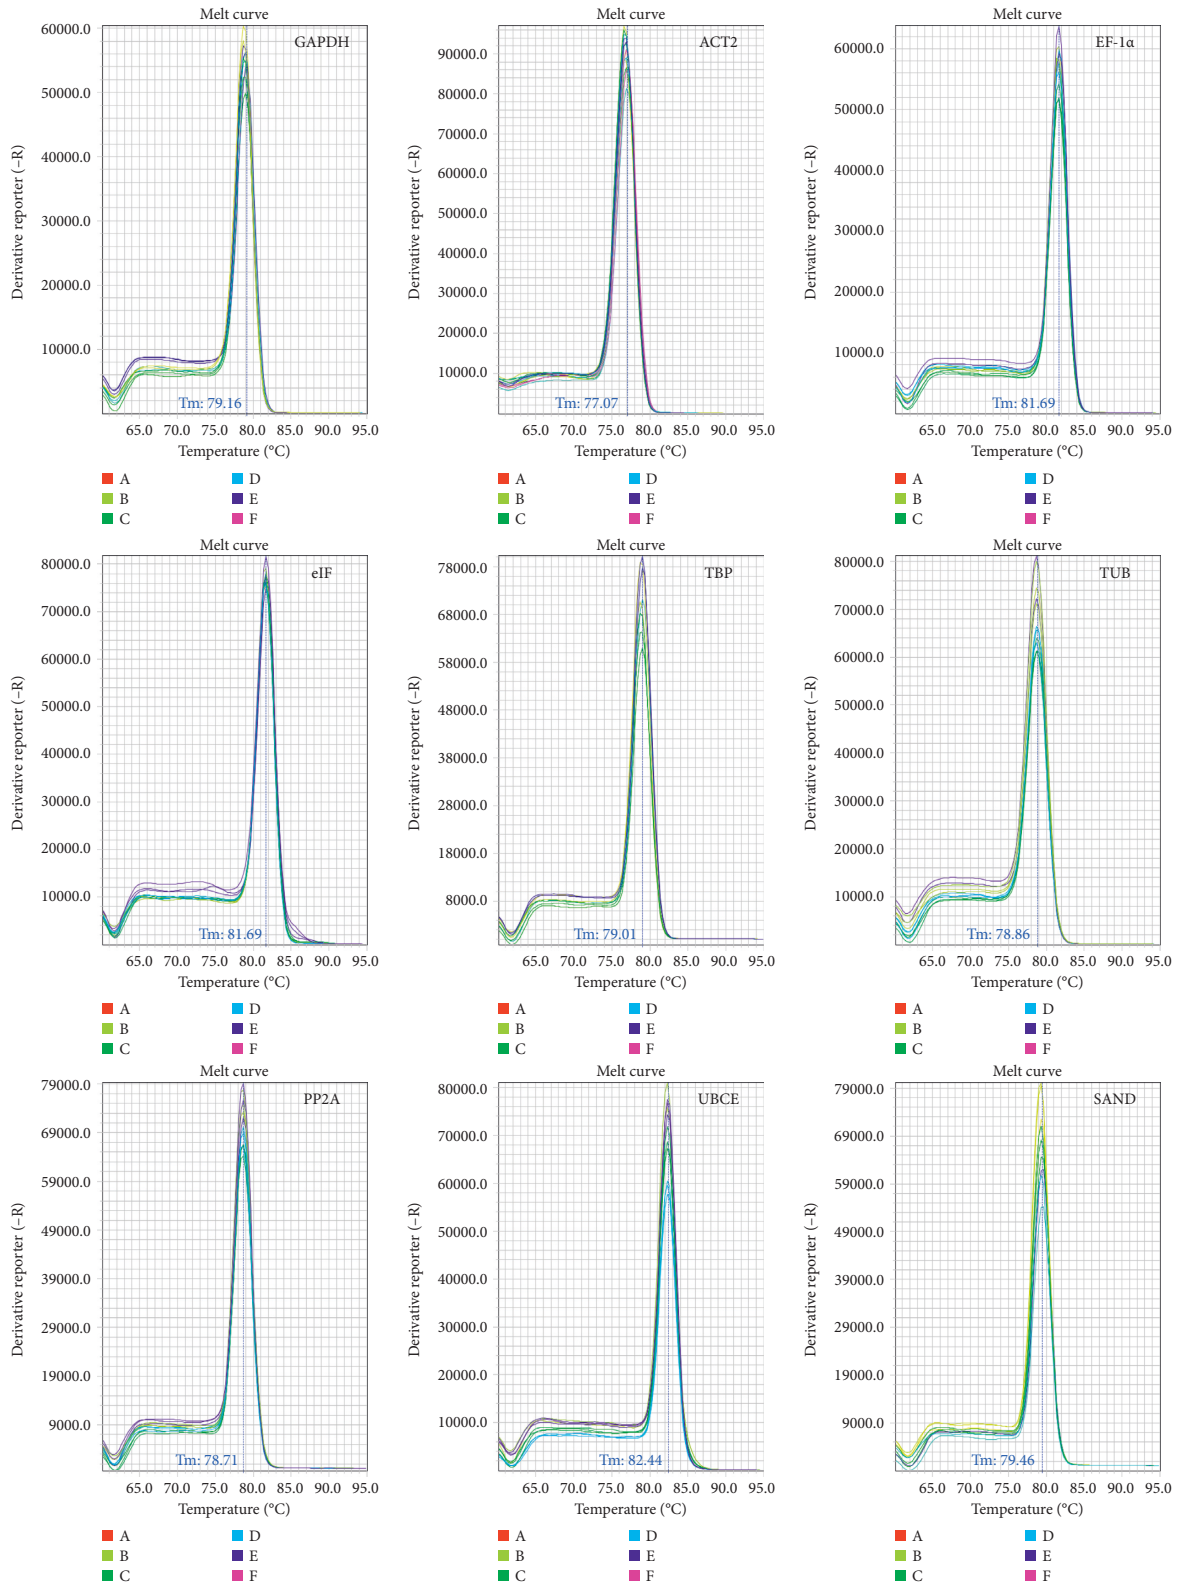 Melt curve
GAPDH
60000.0
50000.0
40000.0
30000.0
20000.0
10000.0
Derivative reporter (–R)
Tm: 79.16
65.0 70.0 75.0 80.0 85.0 90.0 95.0
Temperature (°C)
A D
B E
C F
Melt curve
ACT2
90000.0
80000.0
70000.0
60000.0
50000.0
40000.0
30000.0
20000.0
10000.0
Derivative reporter (–R)
Tm: 77.07
65.0 70.0 75.0 80.0 85.0 90.0 95.0
Temperature (°C)
A D
B E
C F
Melt curve
EF-1α
60000.0
50000.0
40000.0
30000.0
20000.0
10000.0
Derivative reporter (–R)
Tm: 81.69
65.0 70.0 75.0 80.0 85.0 90.0 95.0
Temperature (°C)
A D
B E
C F
Melt curve
eIF
80000.0
70000.0
60000.0
50000.0
40000.0
30000.0
20000.0
10000.0
Derivative reporter (–R)
Tm: 81.69
65.0 70.0 75.0 80.0 85.0 90.0 95.0
Temperature (°C)
A D
B E
C F
Melt curve
TBP
78000.0
68000.0
58000.0
48000.0
38000.0
28000.0
18000.0
8000.0
Derivative reporter (–R)
Tm: 79.01
65.0 70.0 75.0 80.0 85.0 90.0 95.0
Temperature (°C)
A D
B E
C F
Melt curve
TUB
80000.0
70000.0
60000.0
50000.0
40000.0
30000.0
20000.0
10000.0
Derivative reporter (–R)
Tm: 78.86
65.0 70.0 75.0 80.0 85.0 90.0 95.0
Temperature (°C)
A D
B E
C F
Melt curve
PP2A
79000.0
69000.0
59000.0
49000.0
39000.0
29000.0
19000.0
9000.0
Derivative reporter (–R)
Tm: 78.71
65.0 70.0 75.0 80.0 85.0 90.0 95.0
Temperature (°C)
A D
B E
C F
Melt curve
UBCE
80000.0
70000.0
60000.0
50000.0
40000.0
30000.0
20000.0
10000.0
Derivative reporter (–R)
Tm: 82.44
65.0 70.0 75.0 80.0 85.0 90.0 95.0
Temperature (°C)
A D
B E
C F
Melt curve
SAND
79000.0
69000.0
59000.0
49000.0
39000.0
29000.0
19000.0
9000.0
Derivative reporter (–R)
Tm: 79.46
65.0 70.0 75.0 80.0 85.0 90.0 95.0
Temperature (°C)
A D
B E
C F